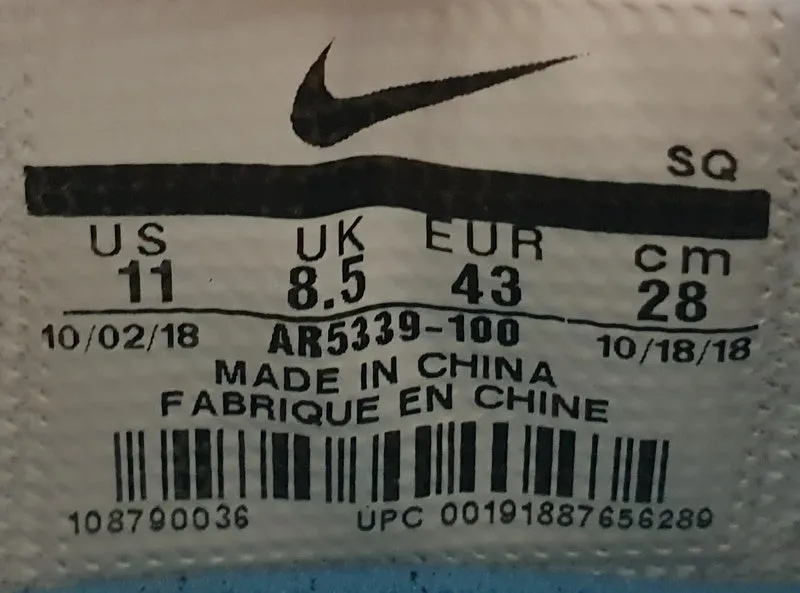 SQ
US UK EUR cm
11 8.5 43 28
10/02/18 AR5339-100 10/18/18
MADE IN CHINA
FABRIQUE EN CHINE
108790036 UPC 00191887656289